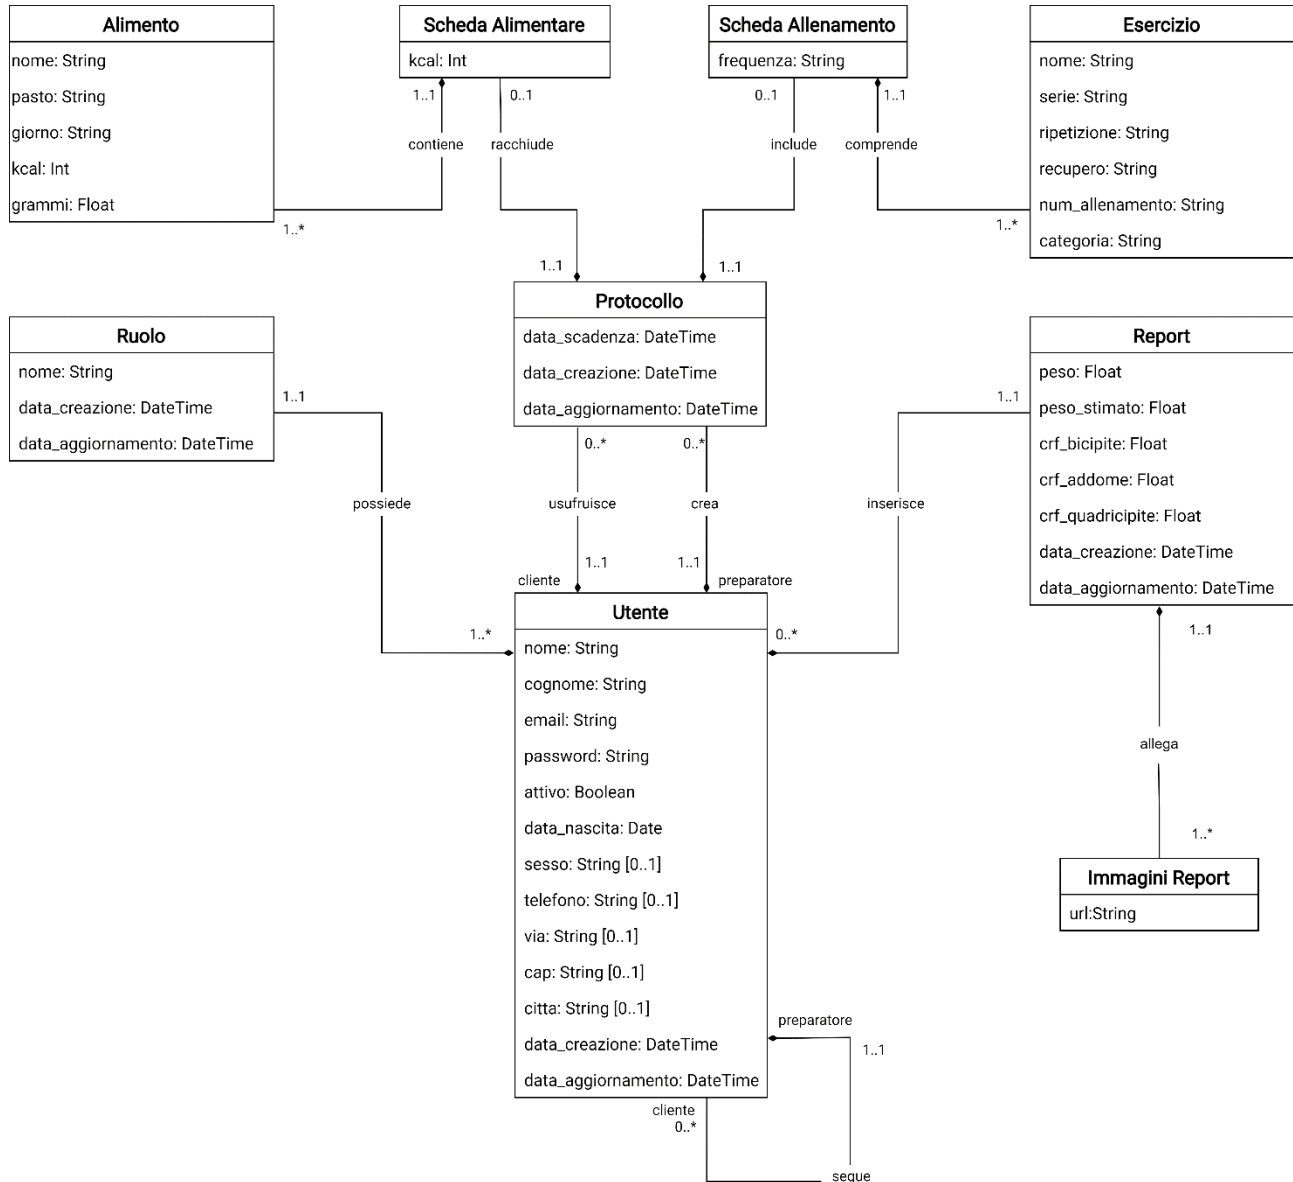 Alimento
nome: String
pasto: String
giorno: String
kcal: Int
grammi: Float
Scheda Alimentare
kcal: Int
Scheda Allenamento
frequenza: String
Esercizio
nome: String
serie: String
ripetizione: String
recupero: String
num_allenamento: String
categoria: String
1..1
0..1
0..1
1..1
contiene
racchiude
include
comprende
1..*
1..*
1..1
1..1
Protocollo
data_scadenza: DateTime
data_creazione: DateTime
data_aggiornamento: DateTime
Ruolo
nome: String
data_creazione: DateTime
data_aggiornamento: DateTime
Report
peso: Float
peso_stimato: Float
crf_bicipite: Float
crf_addome: Float
crf_quadricipite: Float
data_creazione: DateTime
data_aggiornamento: DateTime
1..1
1..1
0..*
0..*
possiede
usufruisce
crea
inserisce
1..1
1..1
cliente
preparatore
1..*
0..*
Utente
nome: String
cognome: String
email: String
password: String
attivo: Boolean
data_nascita: Date
sesso: String [0..1]
telefono: String [0..1]
via: String [0..1]
cap: String [0..1]
citta: String [0..1]
data_creazione: DateTime
data_aggiornamento: DateTime
1..1
allega
1..*
Immagini Report
url:String
preparatore
1..1
cliente
0..*
segue